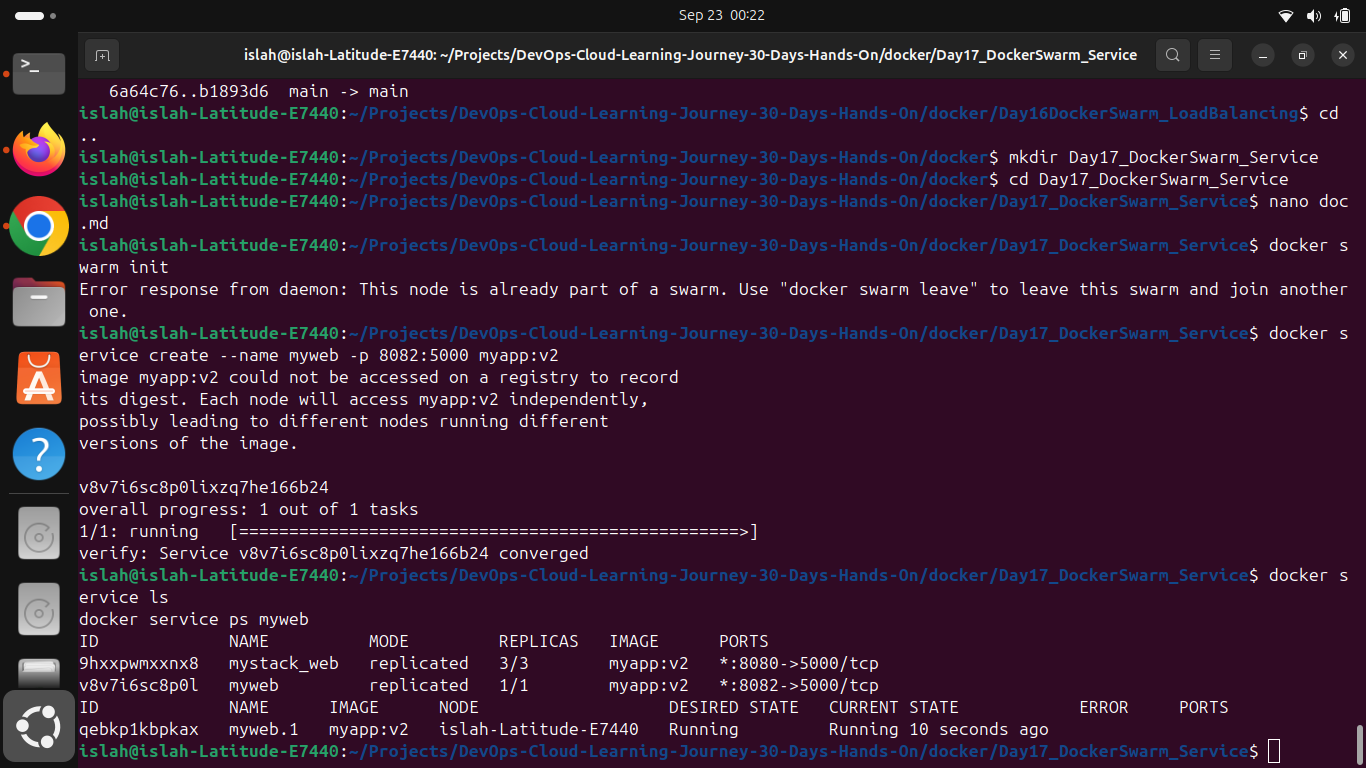 Sep 23 00:22
islah@islah-Latitude-E7440: ~/Projects/DevOps-Cloud-Learning-Journey-30-Days-Hands-On/docker/Day17_DockerSwarm_Service
   6a64c76..b1893d6  main -> main
islah@islah-Latitude-E7440:~/Projects/DevOps-Cloud-Learning-Journey-30-Days-Hands-On/docker/Day16DockerSwarm_LoadBalancing$ cd
..
islah@islah-Latitude-E7440:~/Projects/DevOps-Cloud-Learning-Journey-30-Days-Hands-On/docker$ mkdir Day17_DockerSwarm_Service
islah@islah-Latitude-E7440:~/Projects/DevOps-Cloud-Learning-Journey-30-Days-Hands-On/docker$ cd Day17_DockerSwarm_Service
islah@islah-Latitude-E7440:~/Projects/DevOps-Cloud-Learning-Journey-30-Days-Hands-On/docker/Day17_DockerSwarm_Service$ nano doc
.md
islah@islah-Latitude-E7440:~/Projects/DevOps-Cloud-Learning-Journey-30-Days-Hands-On/docker/Day17_DockerSwarm_Service$ docker s
warm init
Error response from daemon: This node is already part of a swarm. Use "docker swarm leave" to leave this swarm and join another
 one.
islah@islah-Latitude-E7440:~/Projects/DevOps-Cloud-Learning-Journey-30-Days-Hands-On/docker/Day17_DockerSwarm_Service$ docker s
ervice create --name myweb -p 8082:5000 myapp:v2
image myapp:v2 could not be accessed on a registry to record
its digest. Each node will access myapp:v2 independently,
possibly leading to different nodes running different
versions of the image.
v8v7i6sc8p0lixzq7he166b24
overall progress: 1 out of 1 tasks
1/1: running   [==================================================>]
verify: Service v8v7i6sc8p0lixzq7he166b24 converged
islah@islah-Latitude-E7440:~/Projects/DevOps-Cloud-Learning-Journey-30-Days-Hands-On/docker/Day17_DockerSwarm_Service$ docker s
ervice ls
docker service ps myweb
ID             NAME          MODE         REPLICAS   IMAGE      PORTS
9hxxpwmxxnx8   mystack_web   replicated   3/3        myapp:v2   *:8080->5000/tcp
v8v7i6sc8p0l   myweb         replicated   1/1        myapp:v2   *:8082->5000/tcp
ID             NAME      IMAGE      NODE                   DESIRED STATE   CURRENT STATE            ERROR     PORTS
qebkp1kbpkax   myweb.1   myapp:v2   islah-Latitude-E7440   Running         Running 10 seconds ago
islah@islah-Latitude-E7440:~/Projects/DevOps-Cloud-Learning-Journey-30-Days-Hands-On/docker/Day17_DockerSwarm_Service$